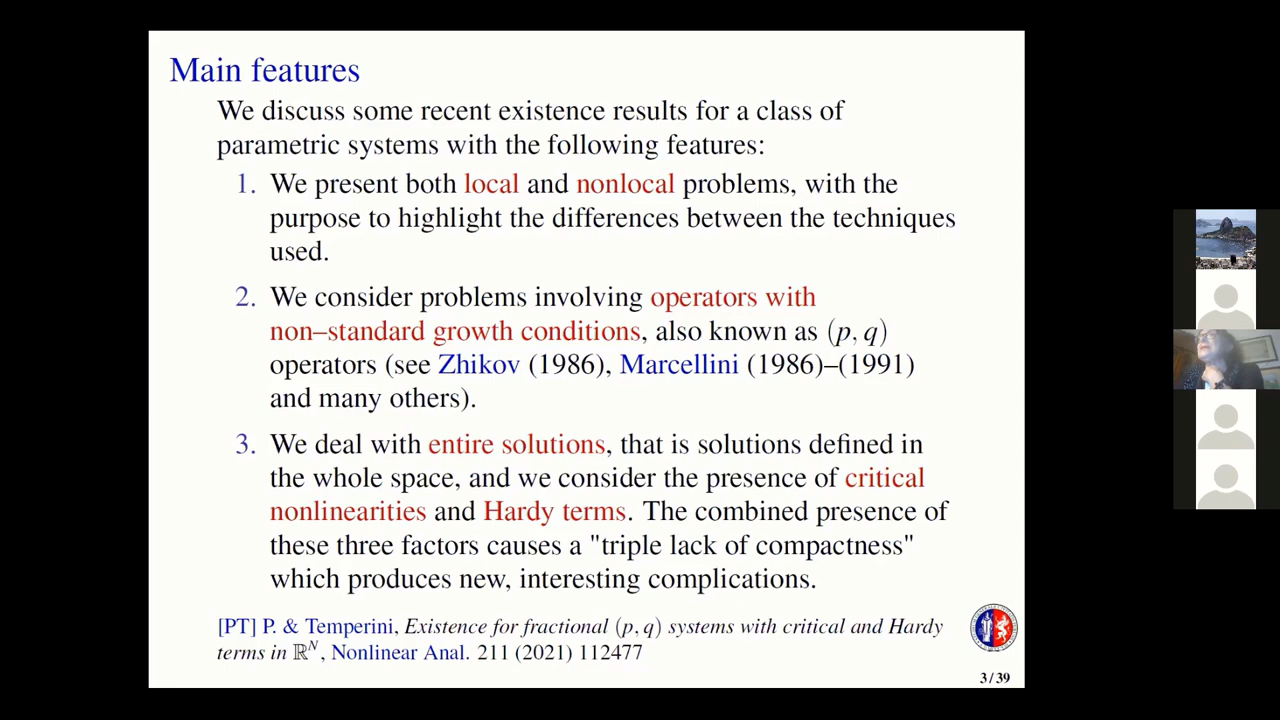 Main features
We discuss some recent existence results for a class of
parametric systems with the following features:
1. We present both local and nonlocal problems, with the
purpose to highlight the differences between the techniques
used.
2. We consider problems involving operators with
non–standard growth conditions, also known as (p, q)
operators (see Zhikov (1986), Marcellini (1986)–(1991)
and many others).
3. We deal with entire solutions, that is solutions defined in
the whole space, and we consider the presence of critical
nonlinearities and Hardy terms. The combined presence of
these three factors causes a "triple lack of compactness"
which produces new, interesting complications.
[PT] P. & Temperini, Existence for fractional (p, q) systems with critical and Hardy
terms in ℝᴺ, Nonlinear Anal. 211 (2021) 112477
3 / 39